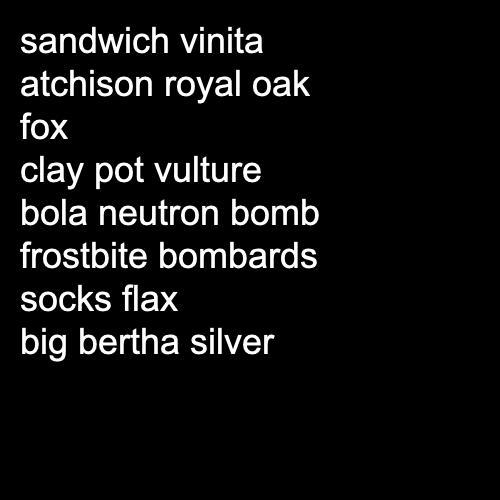 sandwich vinita
atchison royal oak
fox
clay pot vulture
bola neutron bomb
frostbite bombards
socks flax
big bertha silver